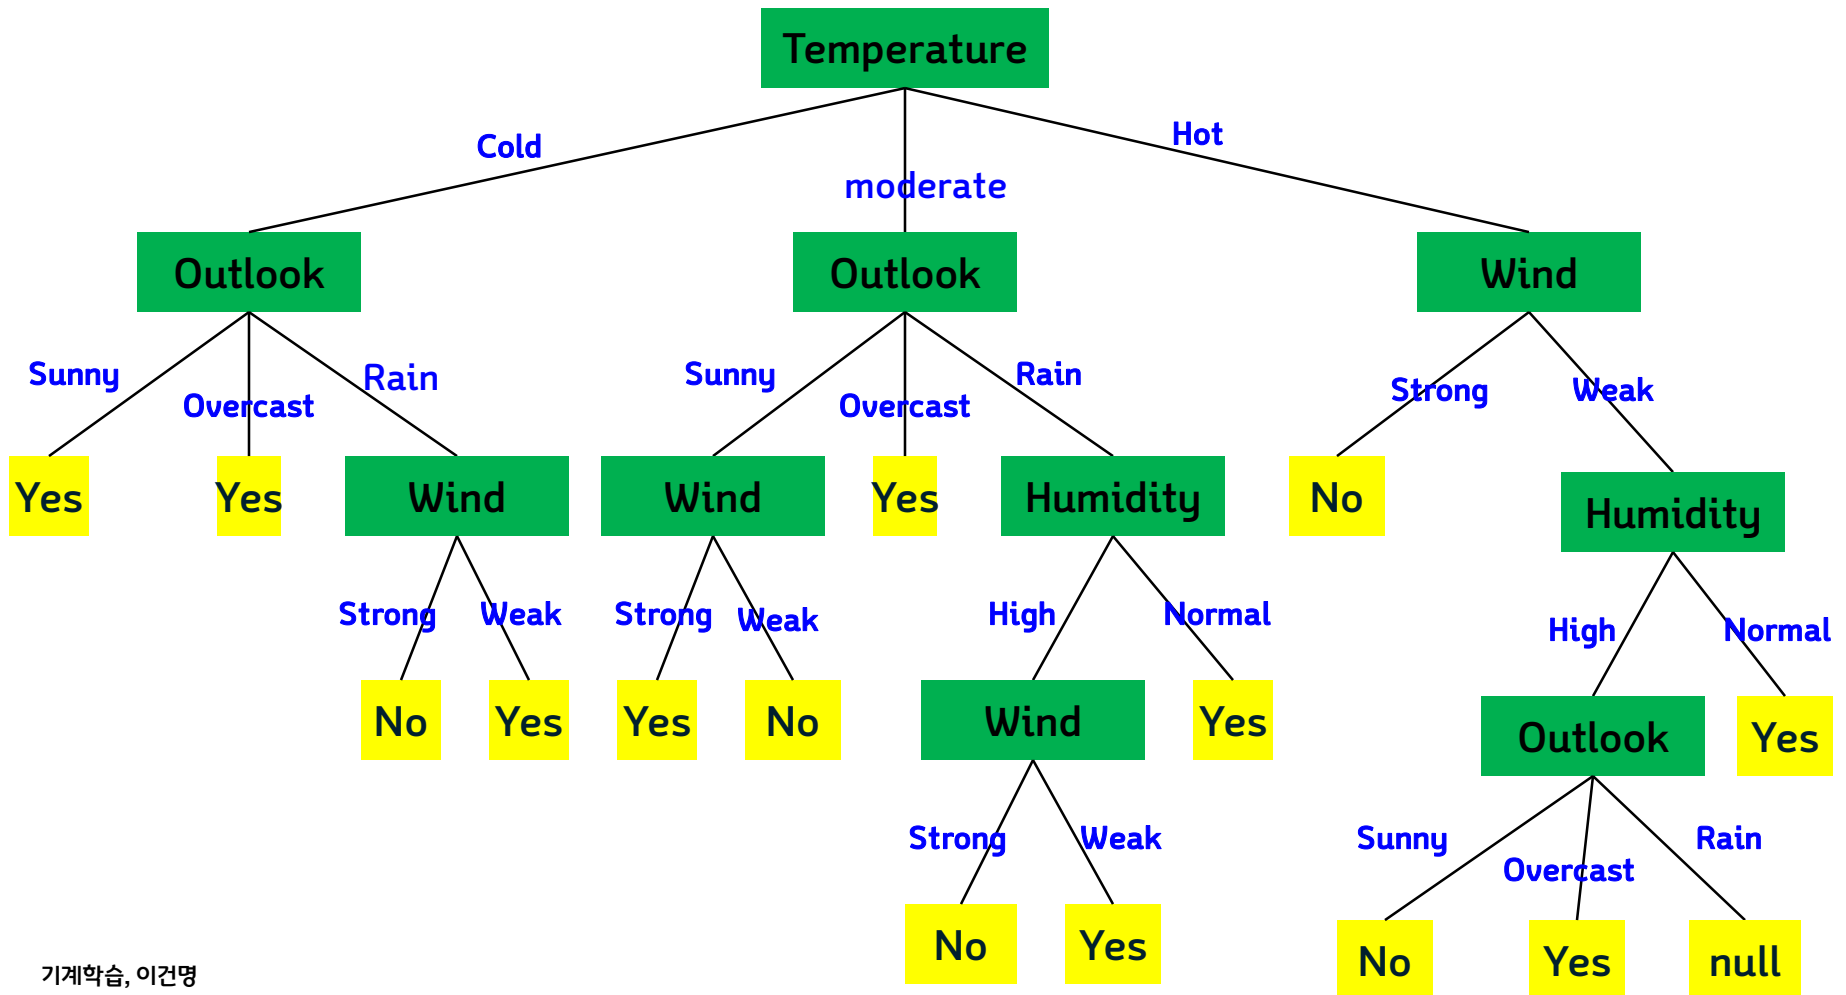 Temperature
Cold
moderate
Hot
Outlook
Outlook
Wind
Sunny
Overcast
Rain
Sunny
Overcast
Rain
Strong
Weak
Yes
Yes
Wind
Wind
Yes
Humidity
No
Humidity
Strong
Weak
Strong
Weak
High
Normal
High
Normal
No
Yes
Yes
No
Wind
Yes
Outlook
Yes
Strong
Weak
Sunny
Overcast
Rain
No
Yes
No
Yes
null
기계학습, 이건명